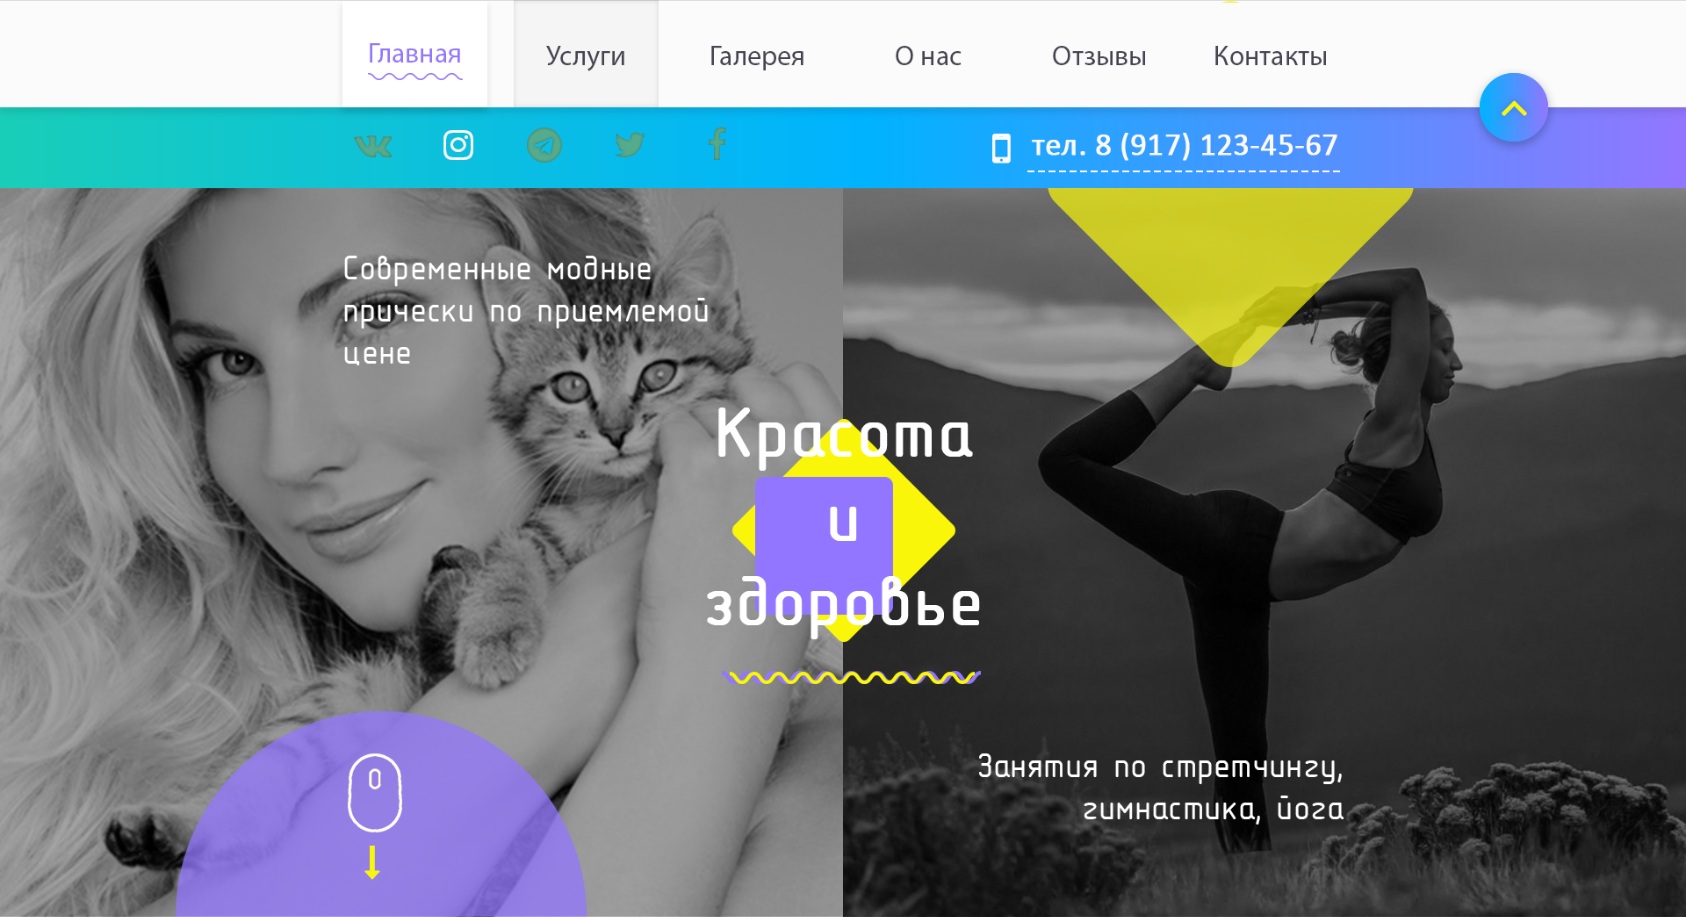 Главная Услуги Галерея О нас Отзывы Контакты
тел. 8 (917) 123-45-67
Современные модные
прически по приемлемой
цене
Красота
и
здоровье
Занятия по стретчингу,
гимнастика, йога